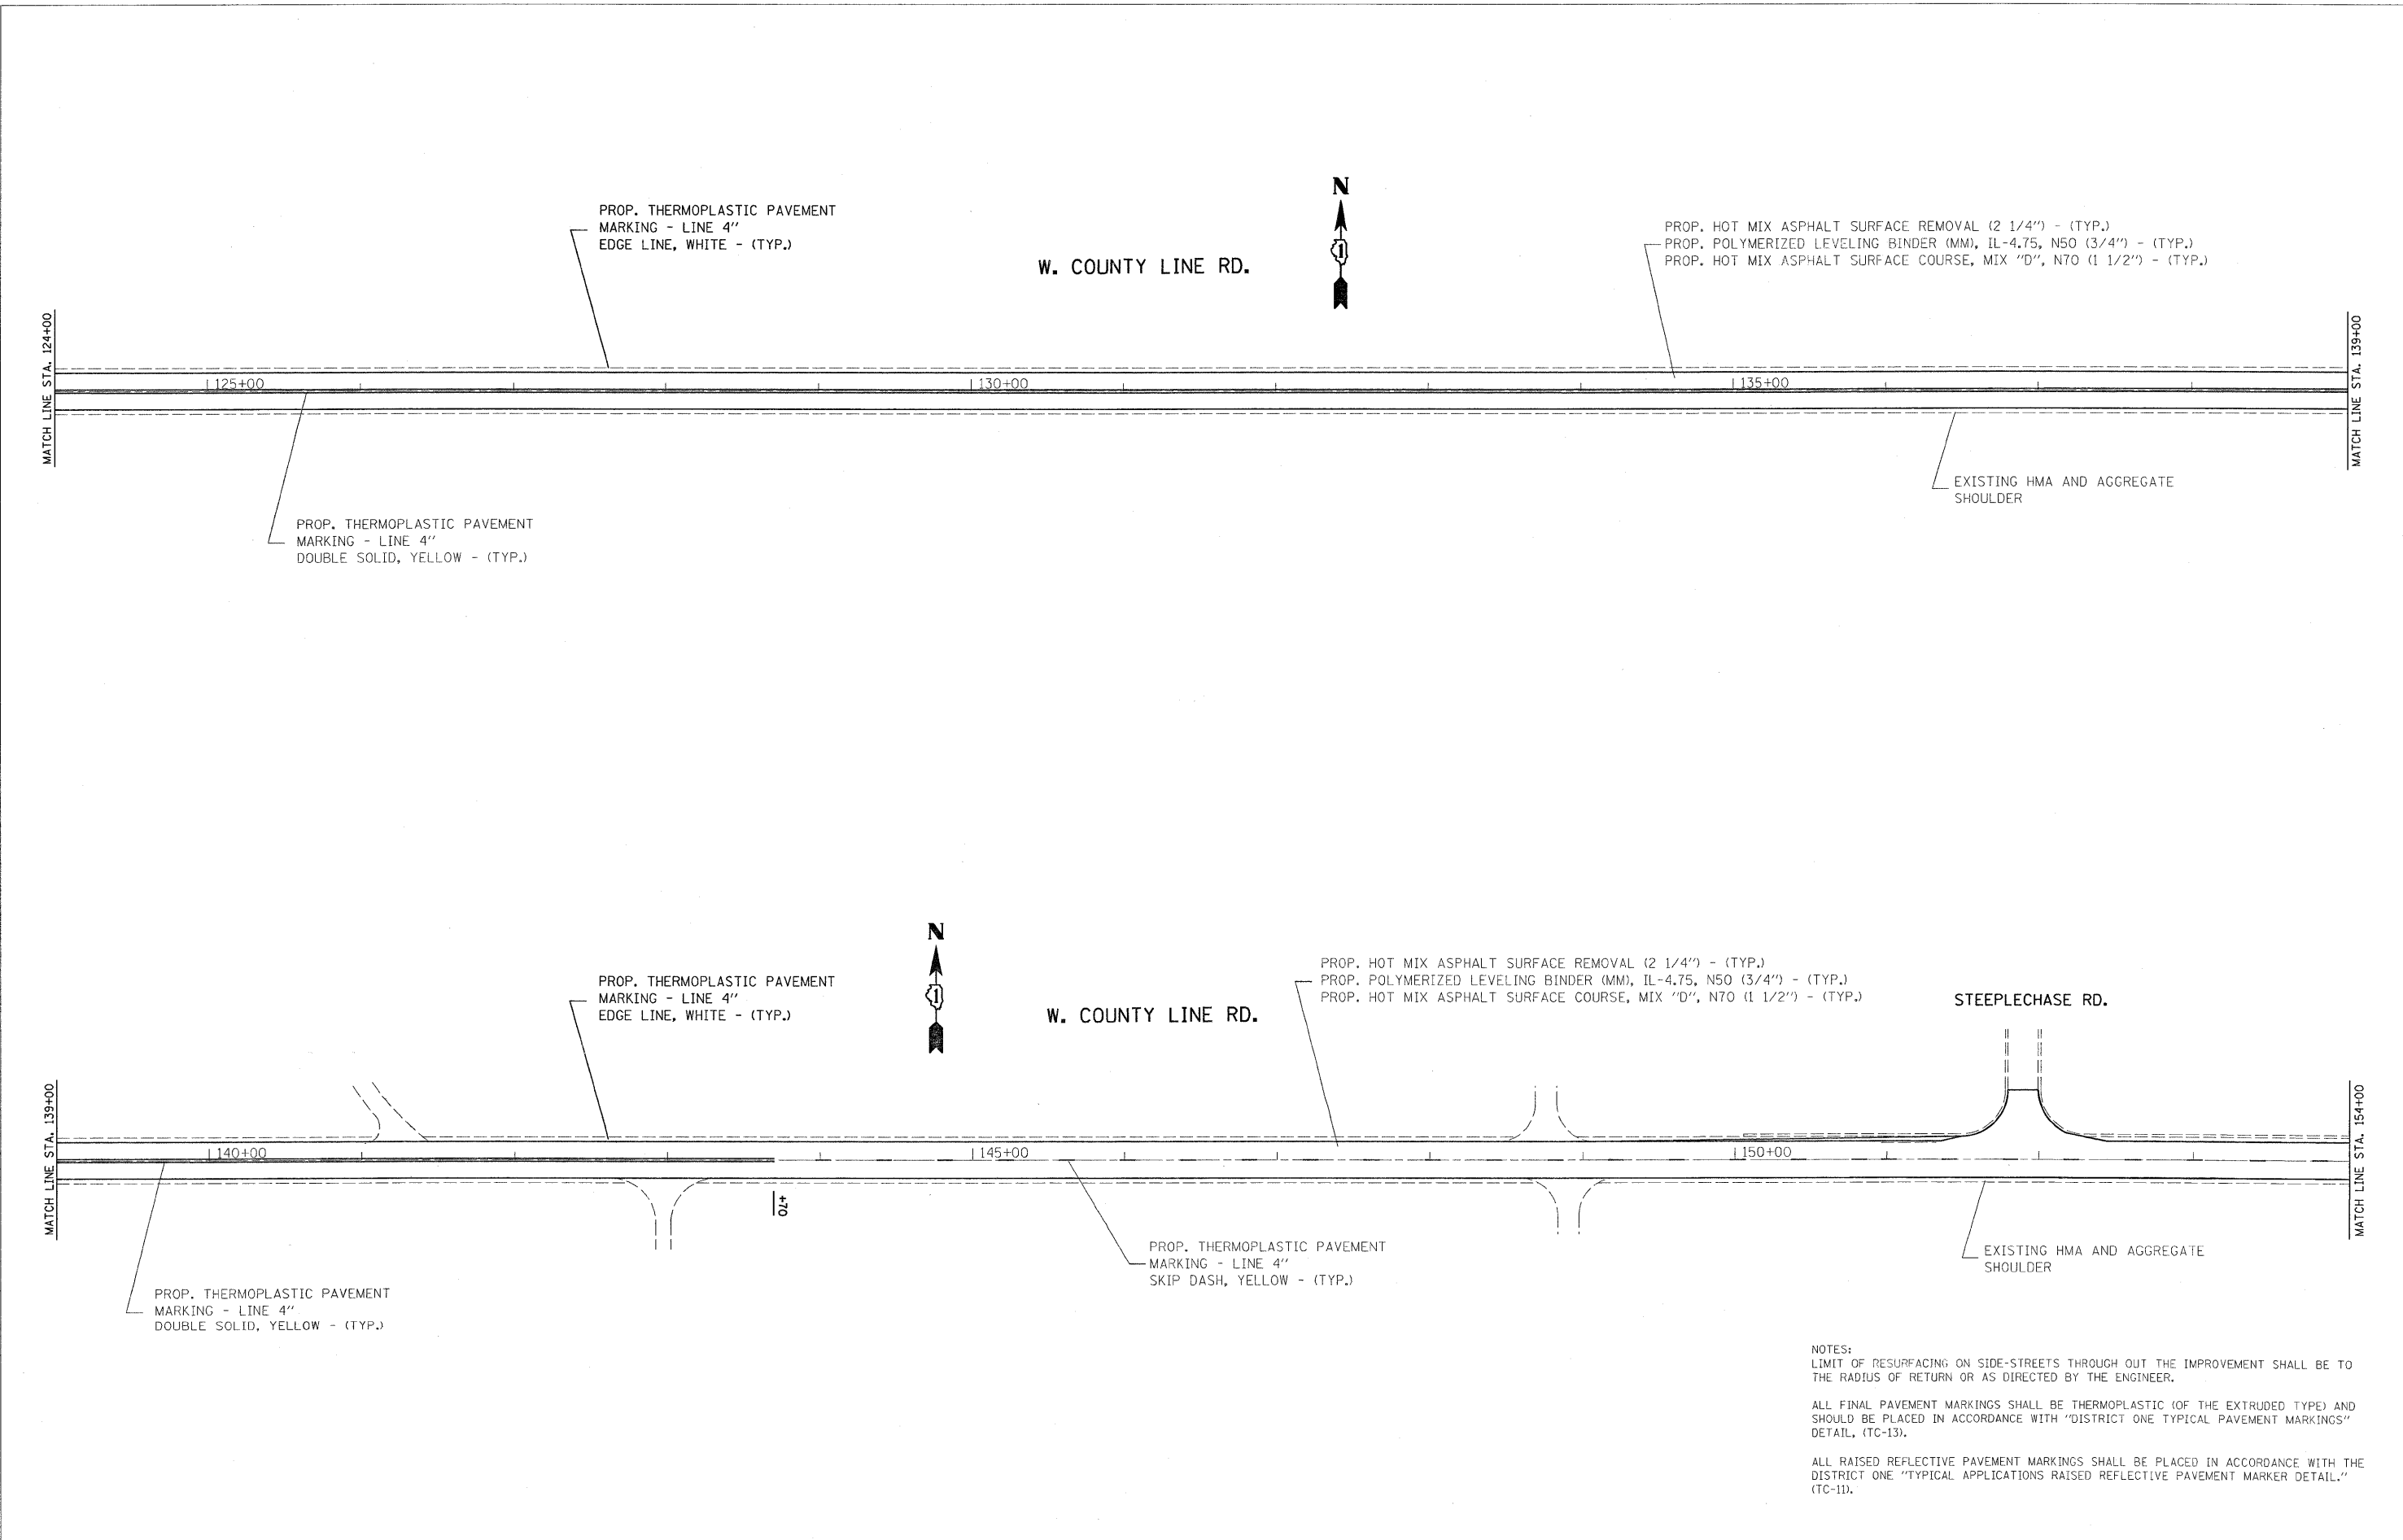 N
PROP. THERMOPLASTIC PAVEMENT
MARKING - LINE 4"
EDGE LINE, WHITE - (TYP.)
W. COUNTY LINE RD.
1
PROP. HOT MIX ASPHALT SURFACE REMOVAL (2 1/4") - (TYP.)
PROP. POLYMERIZED LEVELING BINDER (MM), IL-4.75, N50 (3/4") - (TYP.)
PROP. HOT MIX ASPHALT SURFACE COURSE, MIX "D", N70 (1 1/2") - (TYP.)
MATCH LINE STA. 124+00
125+00
130+00
135+00
MATCH LINE STA. 139+00
EXISTING HMA AND AGGREGATE
SHOULDER
PROP. THERMOPLASTIC PAVEMENT
MARKING - LINE 4"
DOUBLE SOLID, YELLOW - (TYP.)
N
1
PROP. THERMOPLASTIC PAVEMENT
MARKING - LINE 4"
EDGE LINE, WHITE - (TYP.)
W. COUNTY LINE RD.
PROP. HOT MIX ASPHALT SURFACE REMOVAL (2 1/4") - (TYP.)
PROP. POLYMERIZED LEVELING BINDER (MM), IL-4.75, N50 (3/4") - (TYP.)
PROP. HOT MIX ASPHALT SURFACE COURSE, MIX "D", N70 (1 1/2") - (TYP.)
STEEPLECHASE RD.
MATCH LINE STA. 139+00
140+00
145+00
150+00
MATCH LINE STA. 154+00
+70
PROP. THERMOPLASTIC PAVEMENT
MARKING - LINE 4"
SKIP DASH, YELLOW - (TYP.)
EXISTING HMA AND AGGREGATE
SHOULDER
PROP. THERMOPLASTIC PAVEMENT
MARKING - LINE 4"
DOUBLE SOLID, YELLOW - (TYP.)
NOTES:
LIMIT OF RESURFACING ON SIDE-STREETS THROUGH OUT THE IMPROVEMENT SHALL BE TO
THE RADIUS OF RETURN OR AS DIRECTED BY THE ENGINEER.
ALL FINAL PAVEMENT MARKINGS SHALL BE THERMOPLASTIC (OF THE EXTRUDED TYPE) AND
SHOULD BE PLACED IN ACCORDANCE WITH "DISTRICT ONE TYPICAL PAVEMENT MARKINGS"
DETAIL, (TC-13).
ALL RAISED REFLECTIVE PAVEMENT MARKINGS SHALL BE PLACED IN ACCORDANCE WITH THE
DISTRICT ONE "TYPICAL APPLICATIONS RAISED REFLECTIVE PAVEMENT MARKER DETAIL."
(TC-11).